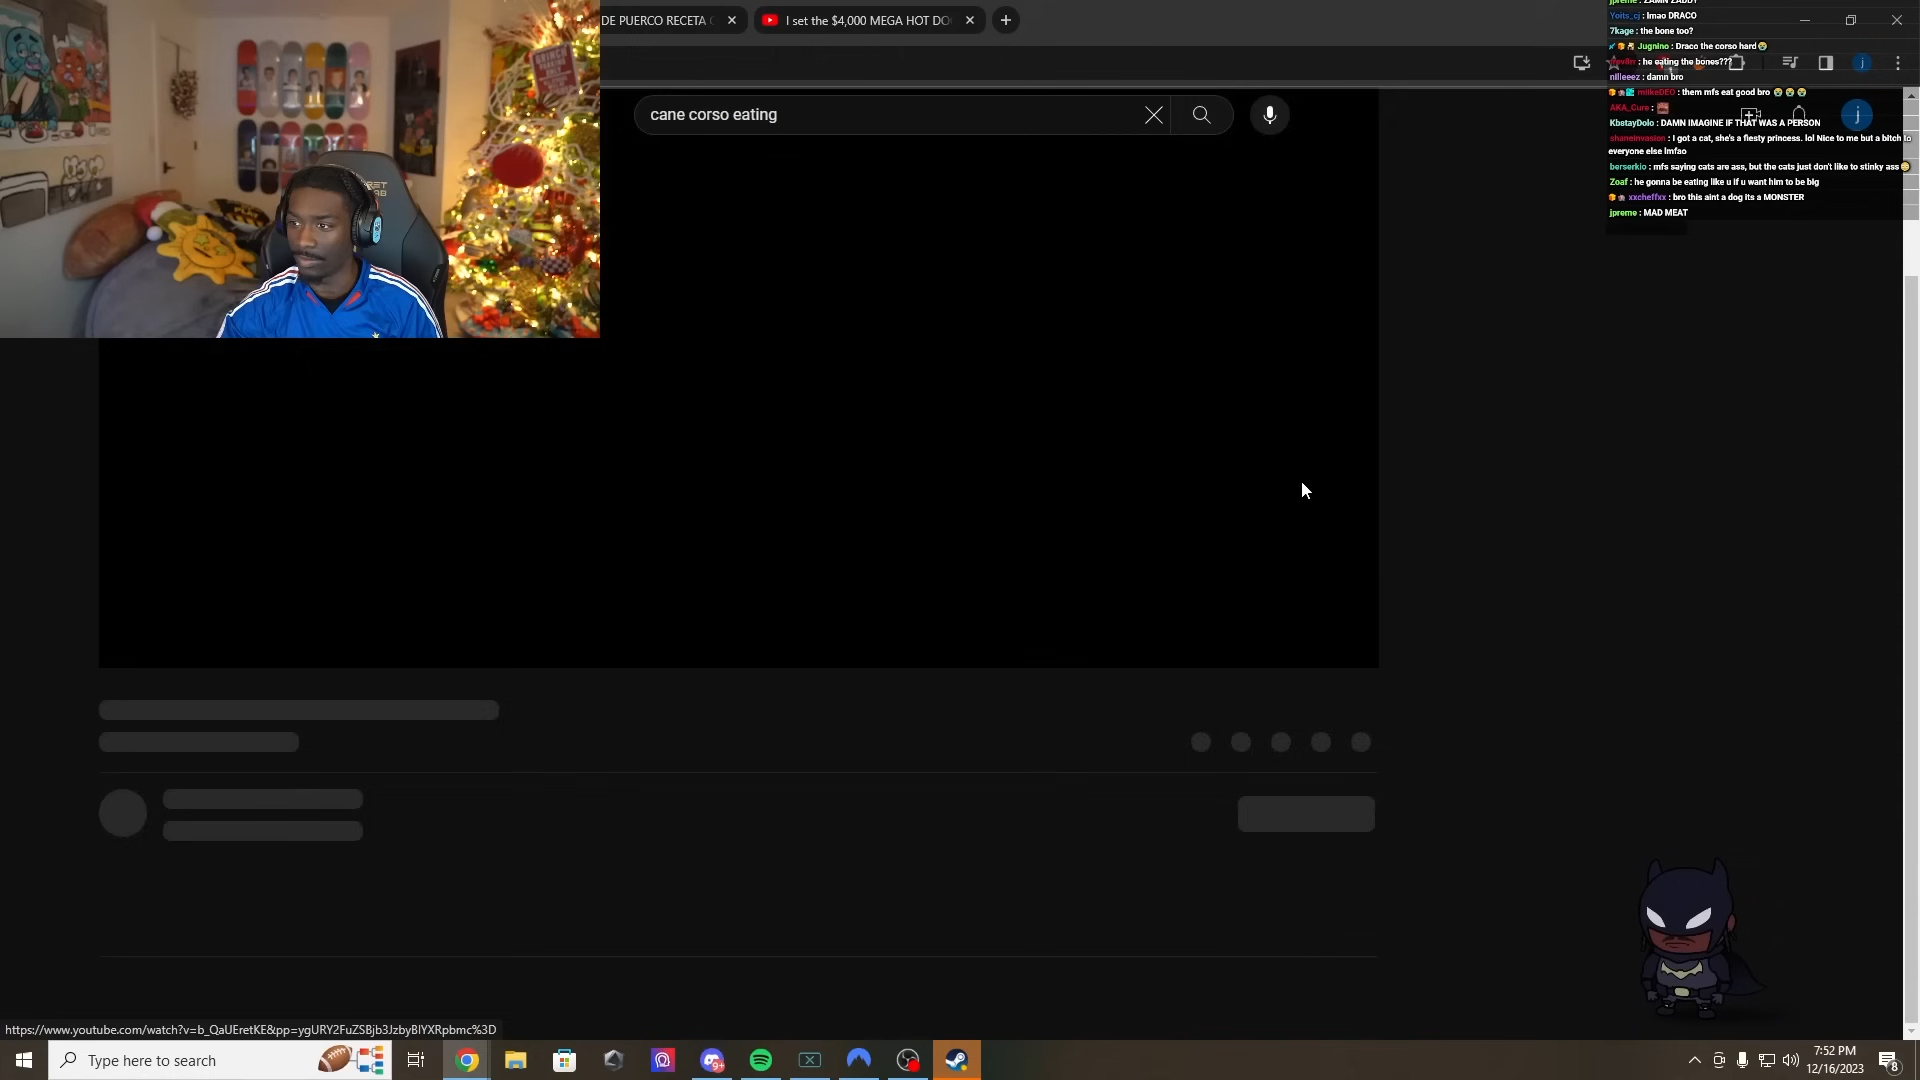 DE PUERCO RECETA
I set the $4,000 MEGA HOT DO
cane corso eating
jpreme : ZAMN ZADDY
Yoits_cj : lmao DRACO
7kage : the bone too?
Jugnino : Draco the corso hard😭
: he eating the bones???
nilleeez : damn bro
miikeDEO : them mfs eat good bro 😭 😭 😭
AKA_Cure :
KbstayDolo : DAMN IMAGINE IF THAT WAS A PERSON
shaneinvasion : I got a cat, she's a fiesty princess. lol Nice to me but a bitch to
everyone else lmfao
berserkio : mfs saying cats are ass, but the cats just don't like to stinky ass😳
Zoaf : he gonna be eating like u if u want him to be big
xxcheffxx : bro this aint a dog its a MONSTER
jpreme : MAD MEAT
j
j
https://www.youtube.com/watch?v=b_QaUEretKE&pp=ygURY2FuZSBjb3JzbyBlYXRpbmc%3D
Type here to search
9+
7:52 PM
12/16/2023
8